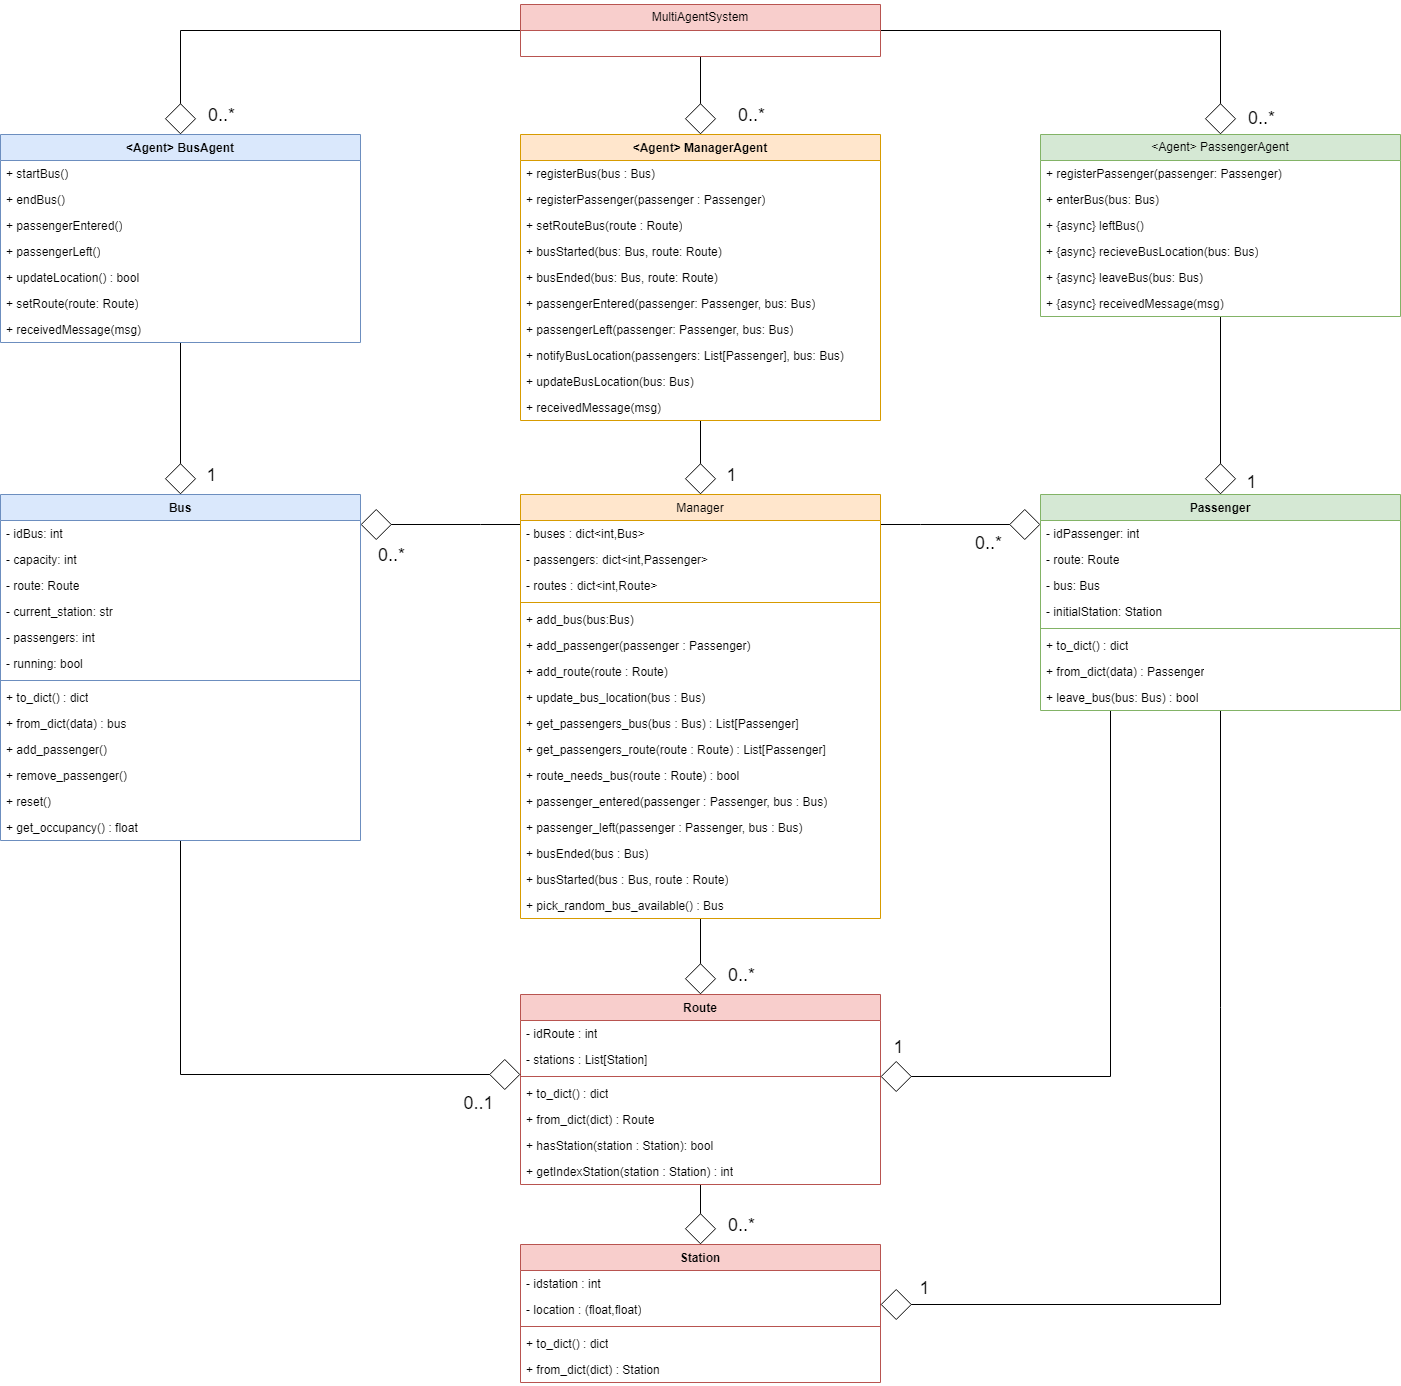 MultiAgentSystem
0..*
0..*
0..*
<Agent> BusAgent
+ startBus()
+ endBus()
+ passengerEntered()
+ passengerLeft()
+ updateLocation() : bool
+ setRoute(route: Route)
+ receivedMessage(msg)
<Agent> ManagerAgent
+ registerBus(bus : Bus)
+ registerPassenger(passenger : Passenger)
+ setRouteBus(route : Route)
+ busStarted(bus: Bus, route: Route)
+ busEnded(bus: Bus, route: Route)
+ passengerEntered(passenger: Passenger, bus: Bus)
+ passengerLeft(passenger: Passenger, bus: Bus)
+ notifyBusLocation(passengers: List[Passenger], bus: Bus)
+ updateBusLocation(bus: Bus)
+ receivedMessage(msg)
<Agent> PassengerAgent
+ registerPassenger(passenger: Passenger)
+ enterBus(bus: Bus)
+ {async} leftBus()
+ {async} recieveBusLocation(bus: Bus)
+ {async} leaveBus(bus: Bus)
+ {async} receivedMessage(msg)
1
1
1
Bus
- idBus: int
- capacity: int
- route: Route
- current_station: str
- passengers: int
- running: bool
+ to_dict() : dict
+ from_dict(data) : bus
+ add_passenger()
+ remove_passenger()
+ reset()
+ get_occupancy() : float
0..*
Manager
- buses : dict<int,Bus>
- passengers: dict<int,Passenger>
- routes : dict<int,Route>
+ add_bus(bus:Bus)
+ add_passenger(passenger : Passenger)
+ add_route(route : Route)
+ update_bus_location(bus : Bus)
+ get_passengers_bus(bus : Bus) : List[Passenger]
+ get_passengers_route(route : Route) : List[Passenger]
+ route_needs_bus(route : Route) : bool
+ passenger_entered(passenger : Passenger, bus : Bus)
+ passenger_left(passenger : Passenger, bus : Bus)
+ busEnded(bus : Bus)
+ busStarted(bus : Bus, route : Route)
+ pick_random_bus_available() : Bus
0..*
Passenger
- idPassenger: int
- route: Route
- bus: Bus
- initialStation: Station
+ to_dict() : dict
+ from_dict(data) : Passenger
+ leave_bus(bus: Bus) : bool
0..*
Route
- idRoute : int
- stations : List[Station]
+ to_dict() : dict
+ from_dict(dict) : Route
+ hasStation(station : Station): bool
+ getIndexStation(station : Station) : int
1
0..1
0..*
Station
- idstation : int
- location : (float,float)
+ to_dict() : dict
+ from_dict(dict) : Station
1